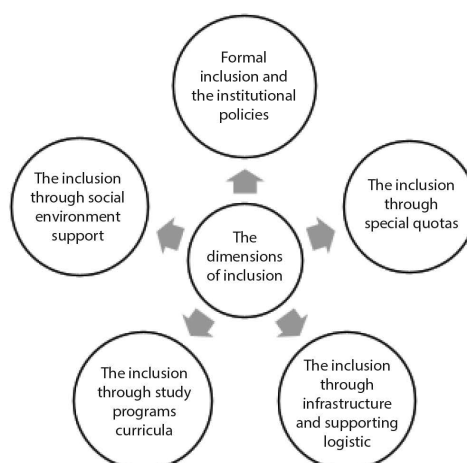 Formal
inclusion and
the institutional
policies
The inclusion
through social
environment
support
The inclusion
through
special quotas
The
dimensions
of inclusion
The inclusion
through study
programs
curricula
The inclusion
through
infrastructure
and supporting
logistic